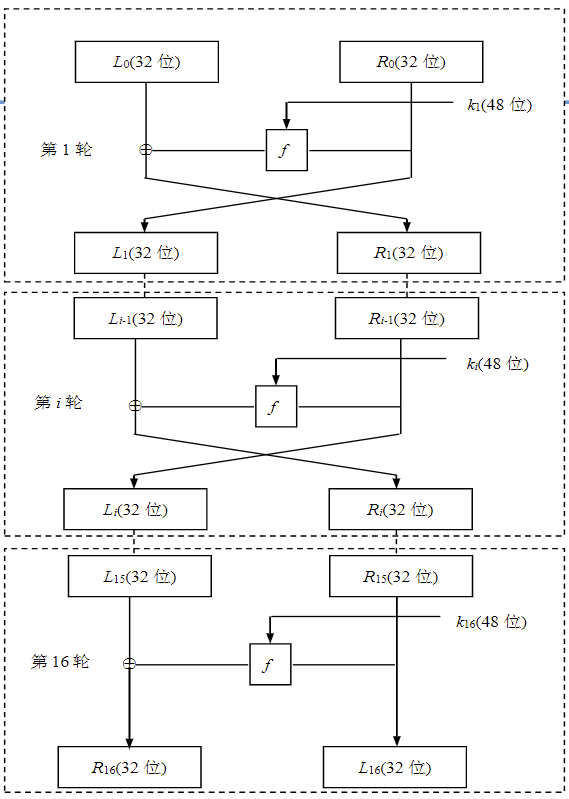 L0(32 位) R0(32 位)
k1(48 位)
第 1 轮 f
L1(32 位) R1(32 位)
Li-1(32 位) Ri-1(32 位)
ki(48 位)
第 i 轮 f
Li(32 位) Ri(32 位)
L15(32 位) R15(32 位)
k16(48 位)
第 16 轮 f
R16(32 位) L16(32 位)